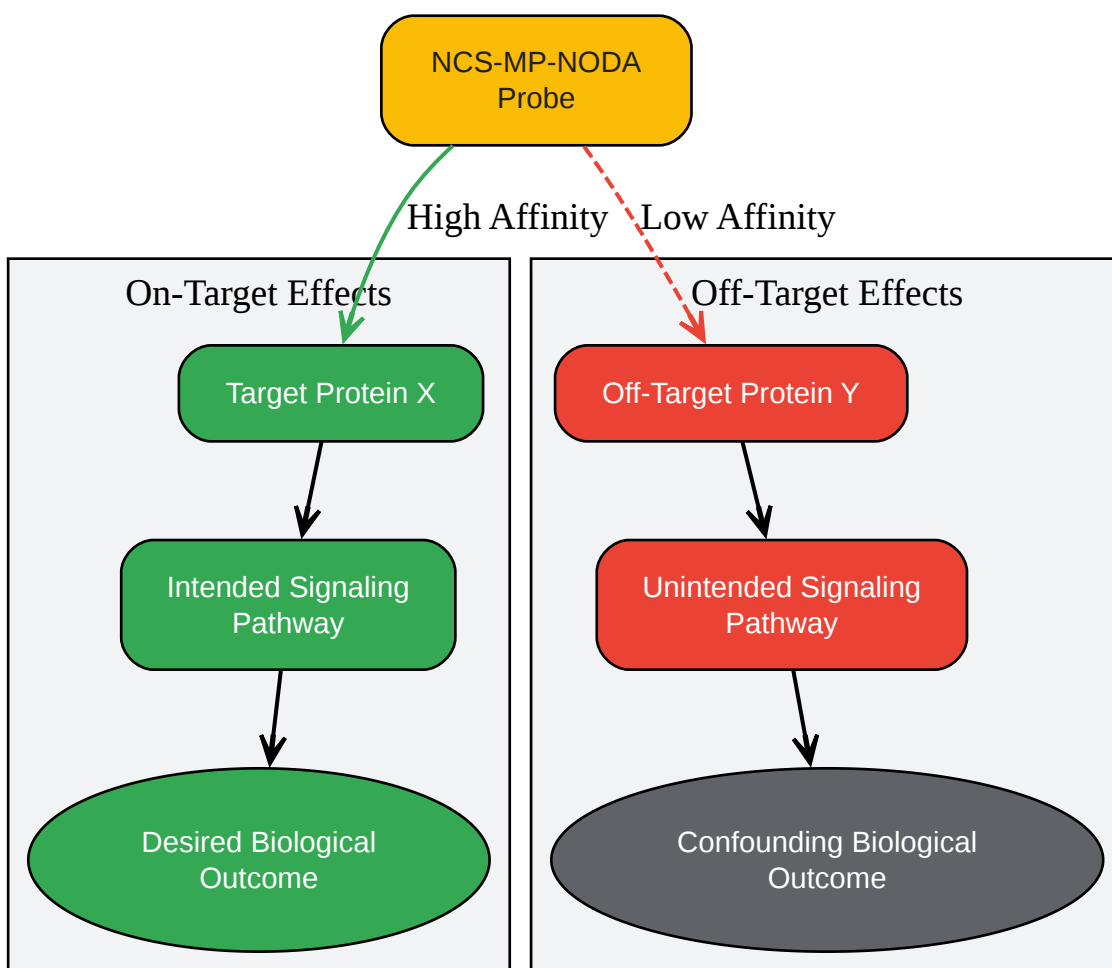 NCS-MP-NODA
Probe
High Affinity
Low Affinity
On-Target Effects
Off-Target Effects
Target Protein X
Off-Target Protein Y
Intended Signaling
Pathway
Unintended Signaling
Pathway
Desired Biological
Outcome
Confounding Biological
Outcome